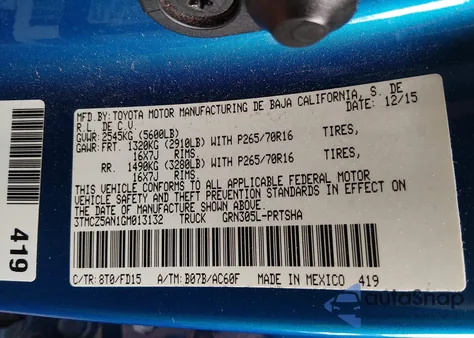 MFD.BY: TOYOTA MOTOR MANUFACTURING DE BAJA CALIFORNIA, S. DE
R.L. DE C.V. DATE: 12/15
GVWR: 2545KG (5600LB)
GAWR: FRT. 1320KG (2910LB) WITH P265/70R16 TIRES,
16X7J RIMS
RR. 1490KG (3280LB) WITH P265/70R16 TIRES,
16X7J RIMS
THIS VEHICLE CONFORMS TO ALL APPLICABLE FEDERAL MOTOR
VEHICLE SAFETY AND THEFT PREVENTION STANDARDS IN EFFECT ON
THE DATE OF MANUFACTURE SHOWN ABOVE.
3TMCZ5AN1GM013132 TRUCK GRN305L-PRTSHA
C/TR: 8T0/FD15 A/TM: B07B/AC60F MADE IN MEXICO 419
419
autoSnap